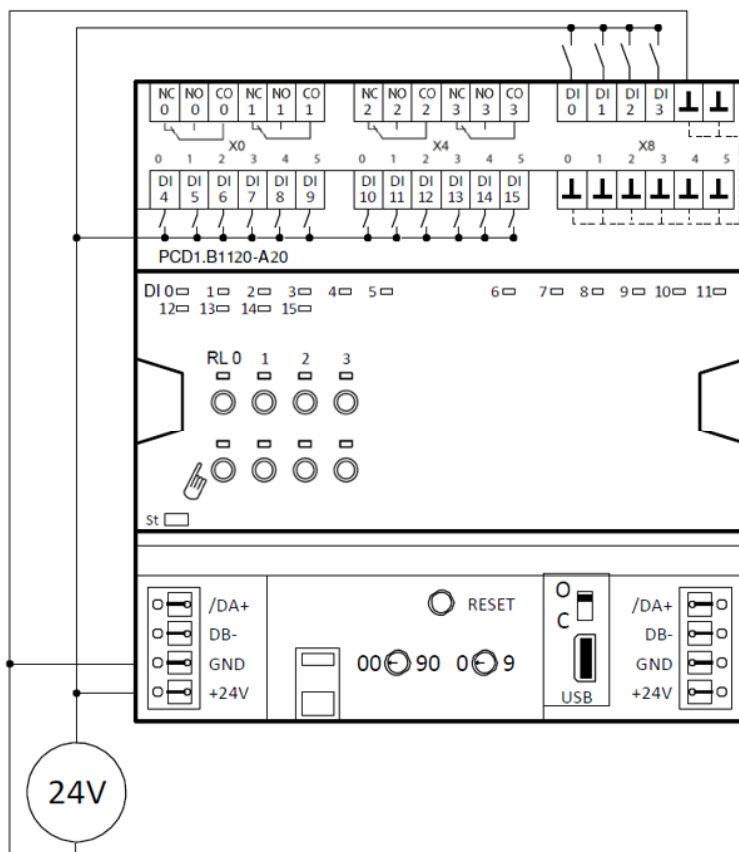 NC NO CO NC NO CO NC NO CO NC NO CO DI DI DI DI
0 0 0 1 1 1 2 2 2 3 3 3 0 1 2 3
X0 X4 X8
0 1 2 3 4 5 0 1 2 3 4 5 0 1 2 3 4 5
DI DI DI DI DI DI DI DI DI DI DI DI
4 5 6 7 8 9 10 11 12 13 14 15
PCD1.B1120-A20
DI 0 1 2 3 4 5 6 7 8 9 10 11
12 13 14 15
RL 0 1 2 3
St
/DA+ RESET O /DA+
DB- C DB-
GND 00 90 0 9 GND
+24V USB +24V
24V